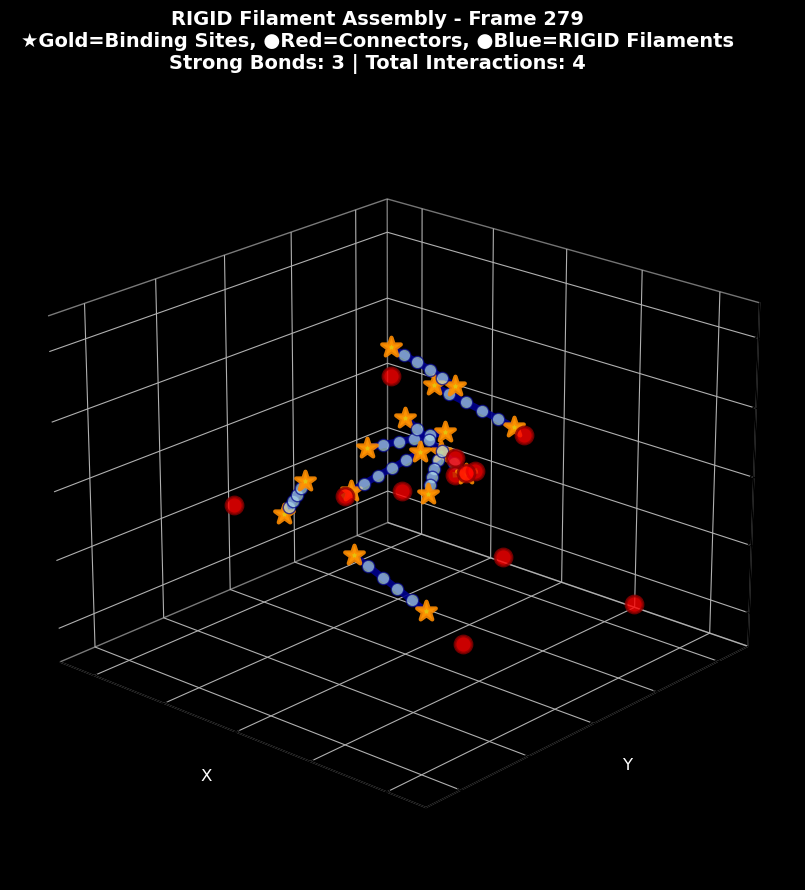 RIGID Filament Assembly - Frame 279
★Gold=Binding Sites, ●Red=Connectors, ●Blue=RIGID Filaments
Strong Bonds: 3 | Total Interactions: 4
X
Y